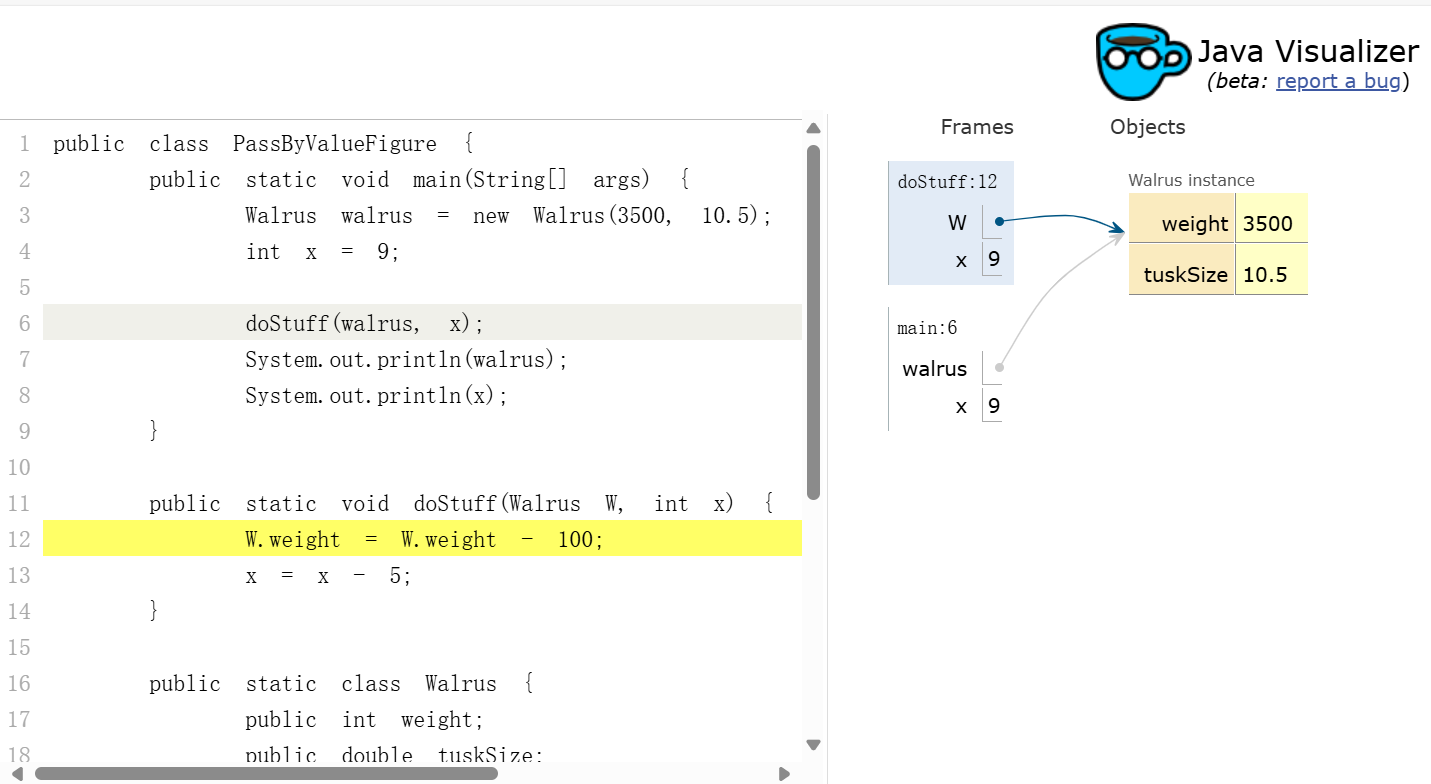 Java Visualizer
(beta: report a bug)
1 public class PassByValueFigure {
2 public static void main(String[] args) {
3 Walrus walrus = new Walrus(3500, 10.5);
4 int x = 9;
5
6 doStuff(walrus, x);
7 System.out.println(walrus);
8 System.out.println(x);
9 }
10
11 public static void doStuff(Walrus W, int x) {
12 W.weight = W.weight - 100;
13 x = x - 5;
14 }
15
16 public static class Walrus {
17 public int weight;
18 public double tuskSize;
Frames Objects
doStuff:12
W
x 9
main:6
walrus
x 9
Walrus instance
weight 3500
tuskSize 10.5